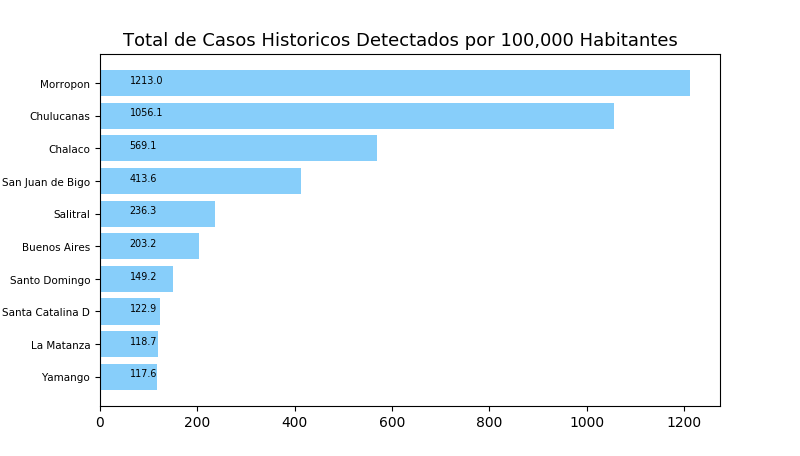 Total de Casos Historicos Detectados por 100,000 Habitantes
Morropon 1213.0
Chulucanas 1056.1
Chalaco 569.1
San Juan de Bigo 413.6
Salitral 236.3
Buenos Aires 203.2
Santo Domingo 149.2
Santa Catalina D 122.9
La Matanza 118.7
Yamango 117.6
0 200 400 600 800 1000 1200